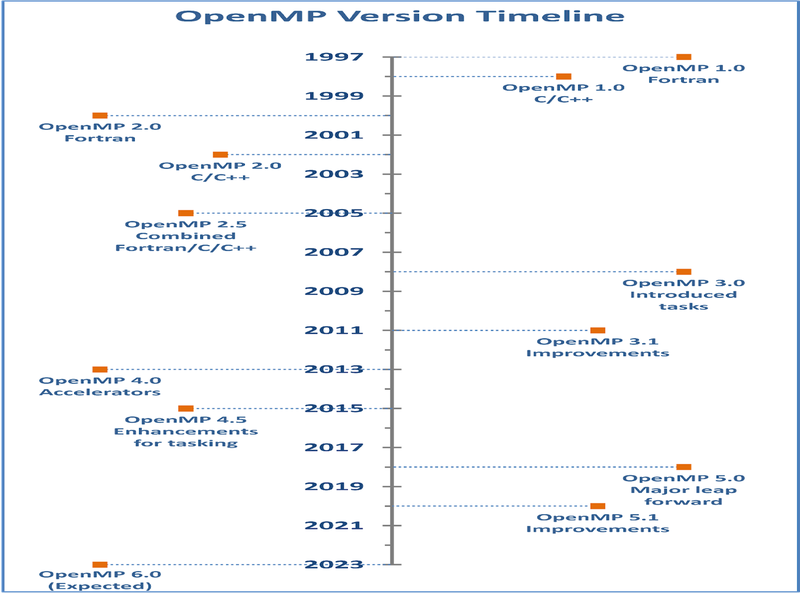 OpenMP Version Timeline
1997
OpenMP 1.0
Fortran
OpenMP 1.0
C/C++
1999
OpenMP 2.0
Fortran
2001
OpenMP 2.0
C/C++
2003
2005
OpenMP 2.5
Combined
Fortran/C/C++
2007
OpenMP 3.0
Introduced
tasks
2009
2011
OpenMP 3.1
Improvements
2013
OpenMP 4.0
Accelerators
2015
OpenMP 4.5
Enhancements
for tasking
2017
OpenMP 5.0
Major leap
forward
2019
OpenMP 5.1
Improvements
2021
2023
OpenMP 6.0
(Expected)